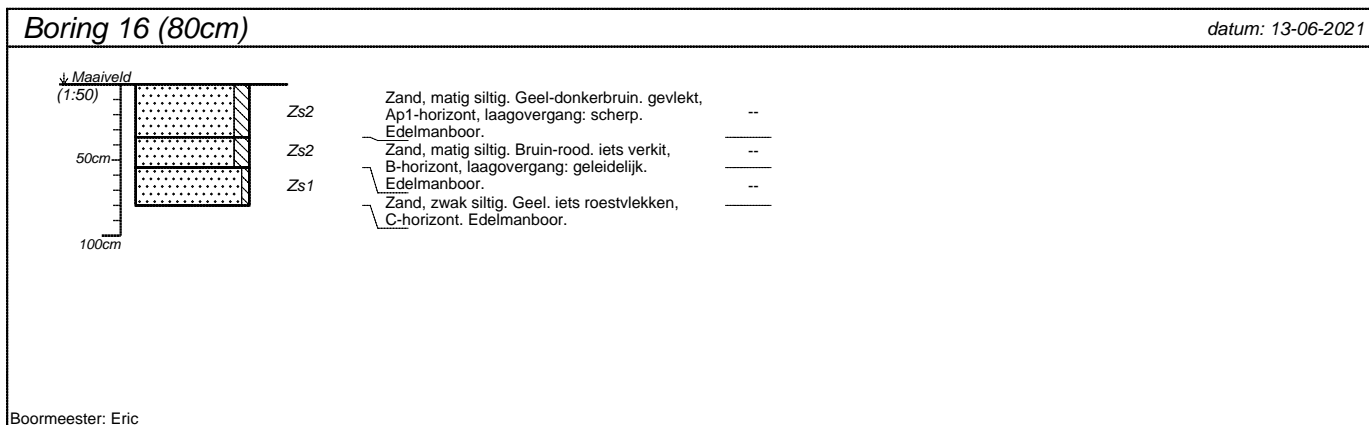 Boring 16 (80cm)
datum: 13-06-2021
Maaiveld
(1:50)
50cm
100cm
Zs2
Zand, matig siltig. Geel-donkerbruin. gevlekt,
Ap1-horizont, laagovergang: scherp.
Edelmanboor.
--
Zs2
Zand, matig siltig. Bruin-rood. iets verkit,
B-horizont, laagovergang: geleidelijk.
Edelmanboor.
--
Zs1
Zand, zwak siltig. Geel. iets roestvlekken,
C-horizont. Edelmanboor.
--
Boormeester: Eric